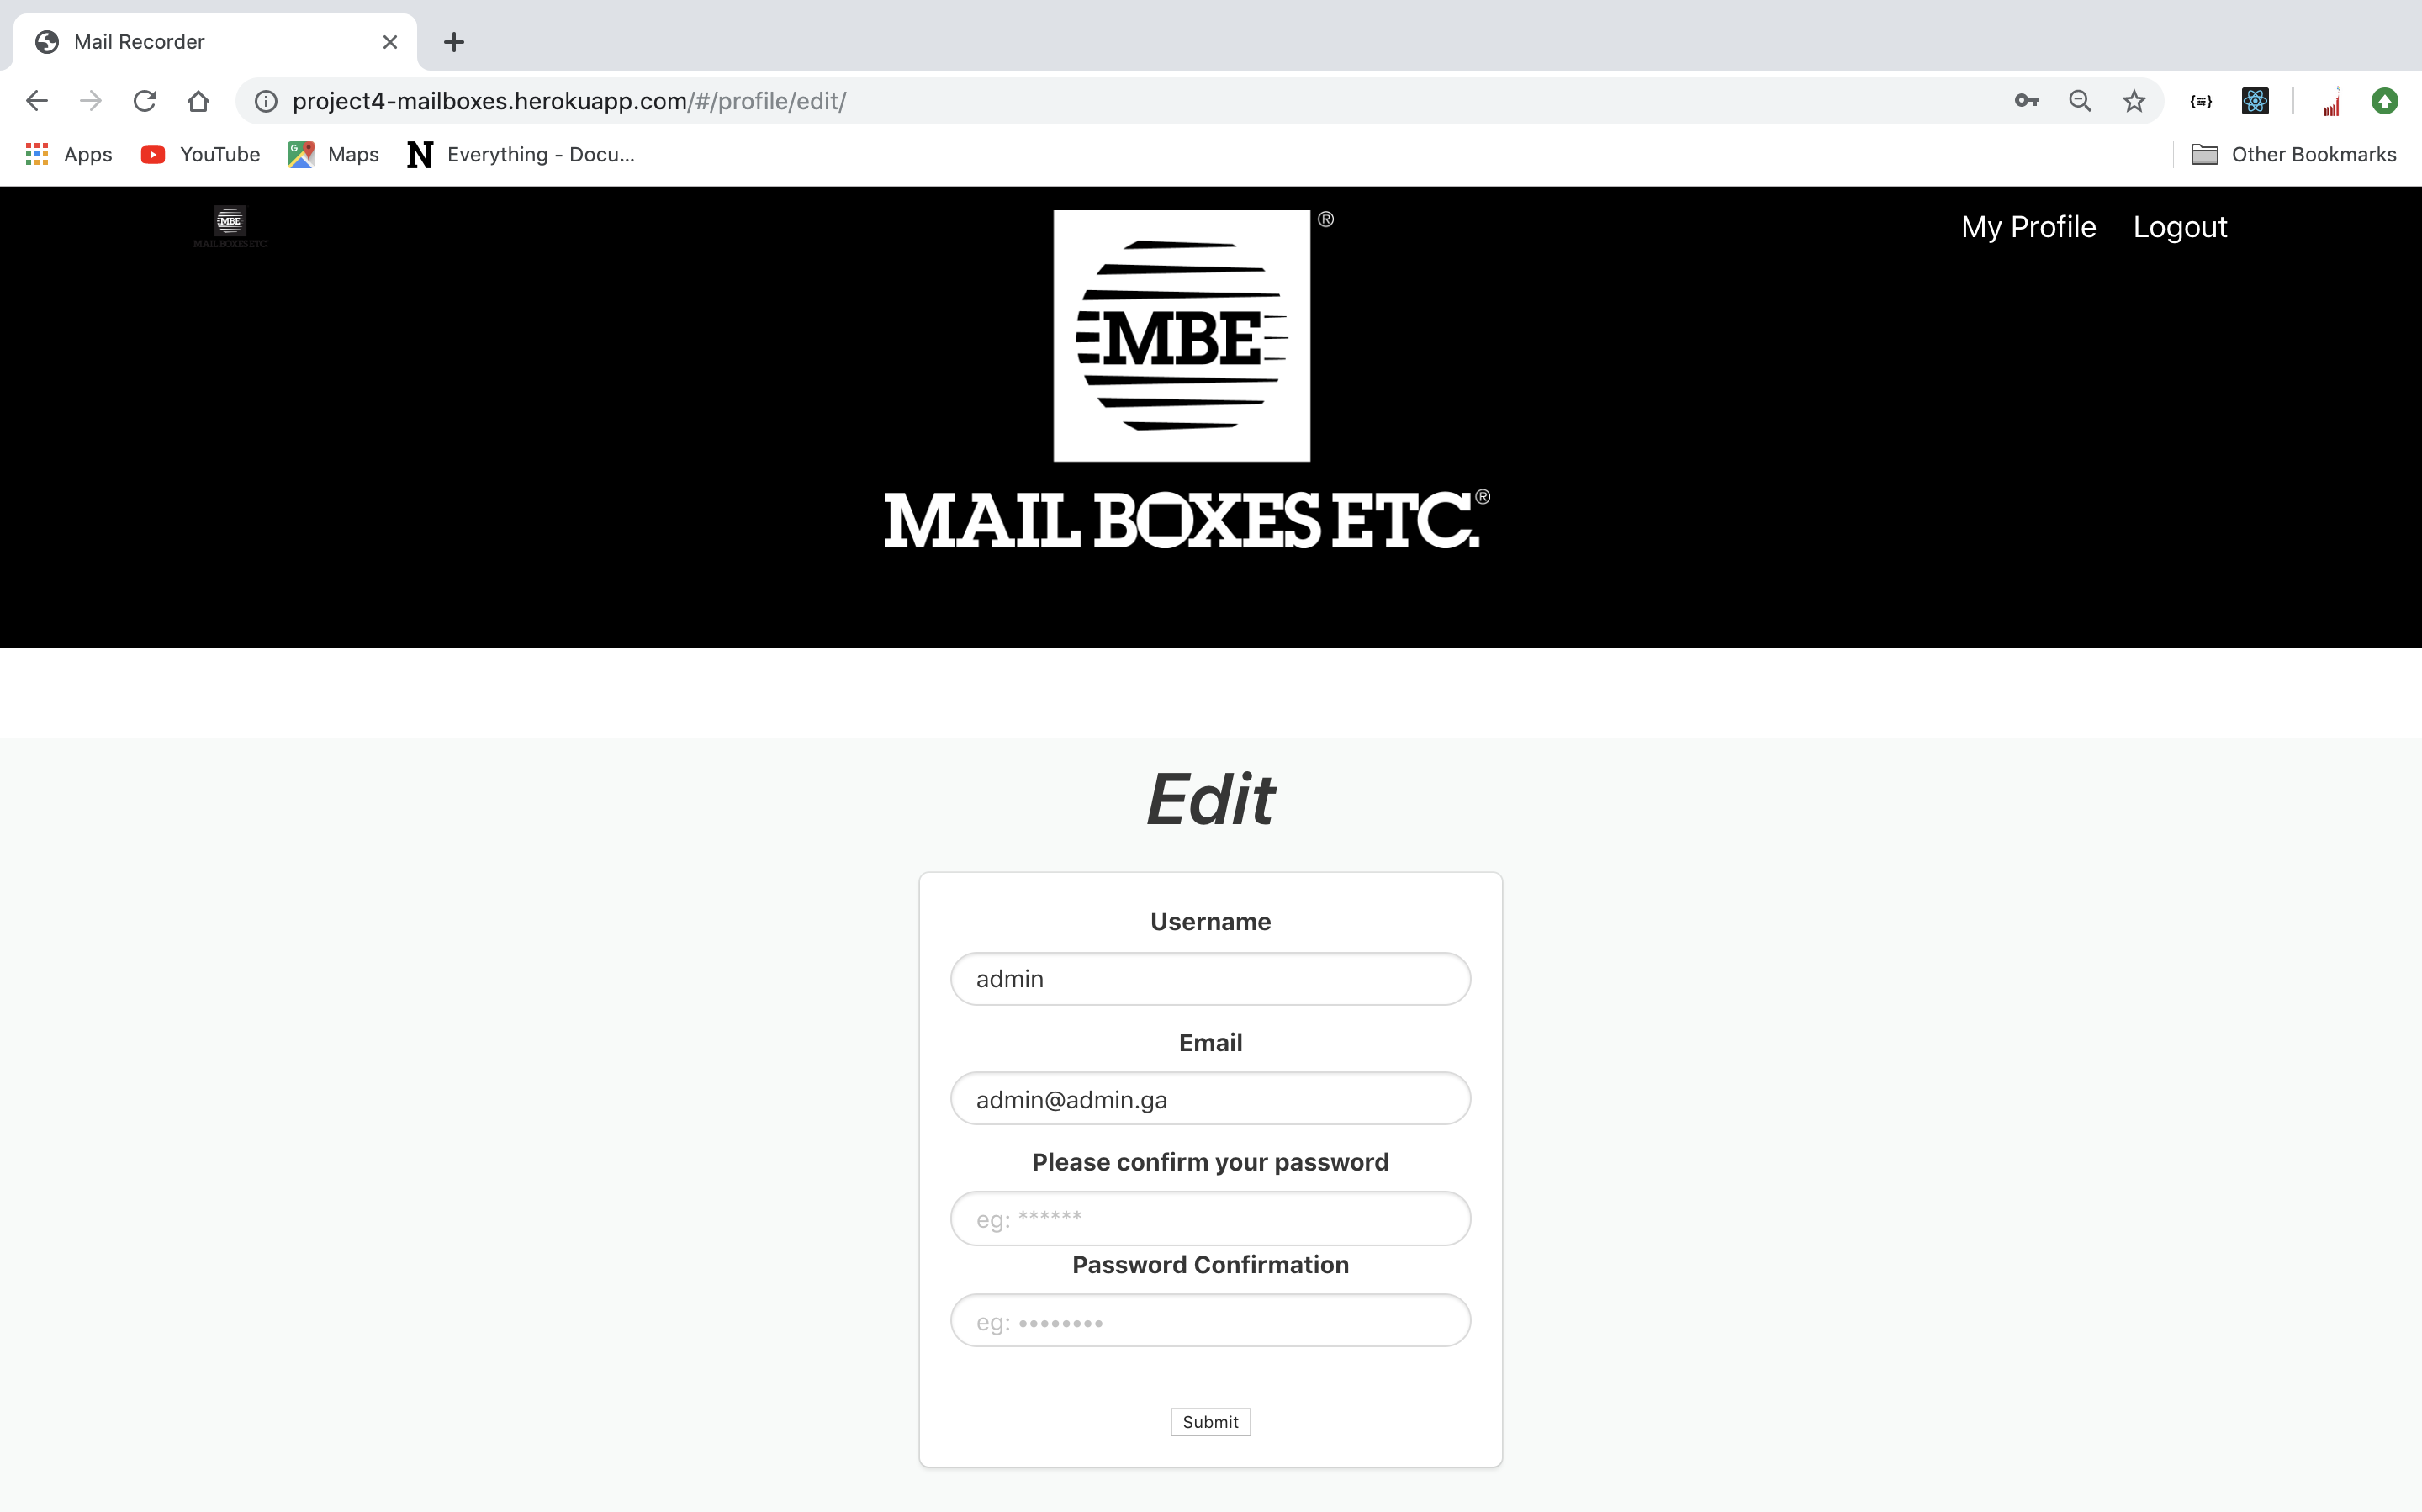 Mail Recorder
project4-mailboxes.herokuapp.com/#/profile/edit/
Apps YouTube Maps Everything - Docu... Other Bookmarks
MBE
MAIL BOXES ETC.
My Profile Logout
®
MBE
MAIL BOXES ETC.®
Edit
Username
admin
Email
admin@admin.ga
Please confirm your password
eg: ******
Password Confirmation
eg: ••••••••
Submit